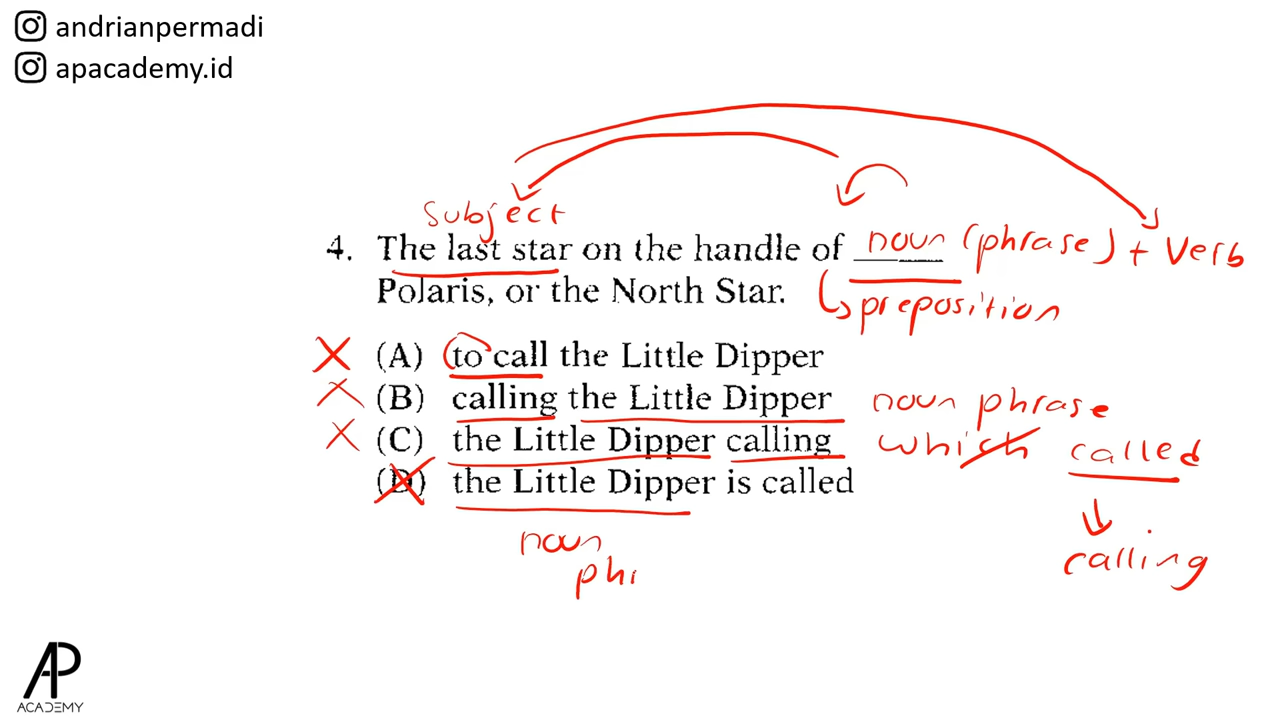 andrianpermadi
apacademy.id
Subject
4. The last star on the handle of ____ noun (phrase) + Verb
Polaris, or the North Star.
preposition
(A) to call the Little Dipper
(B) calling the Little Dipper noun phrase
(C) the Little Dipper calling which called
(D) the Little Dipper is called
noun
phr
calling
AP
ACADEMY